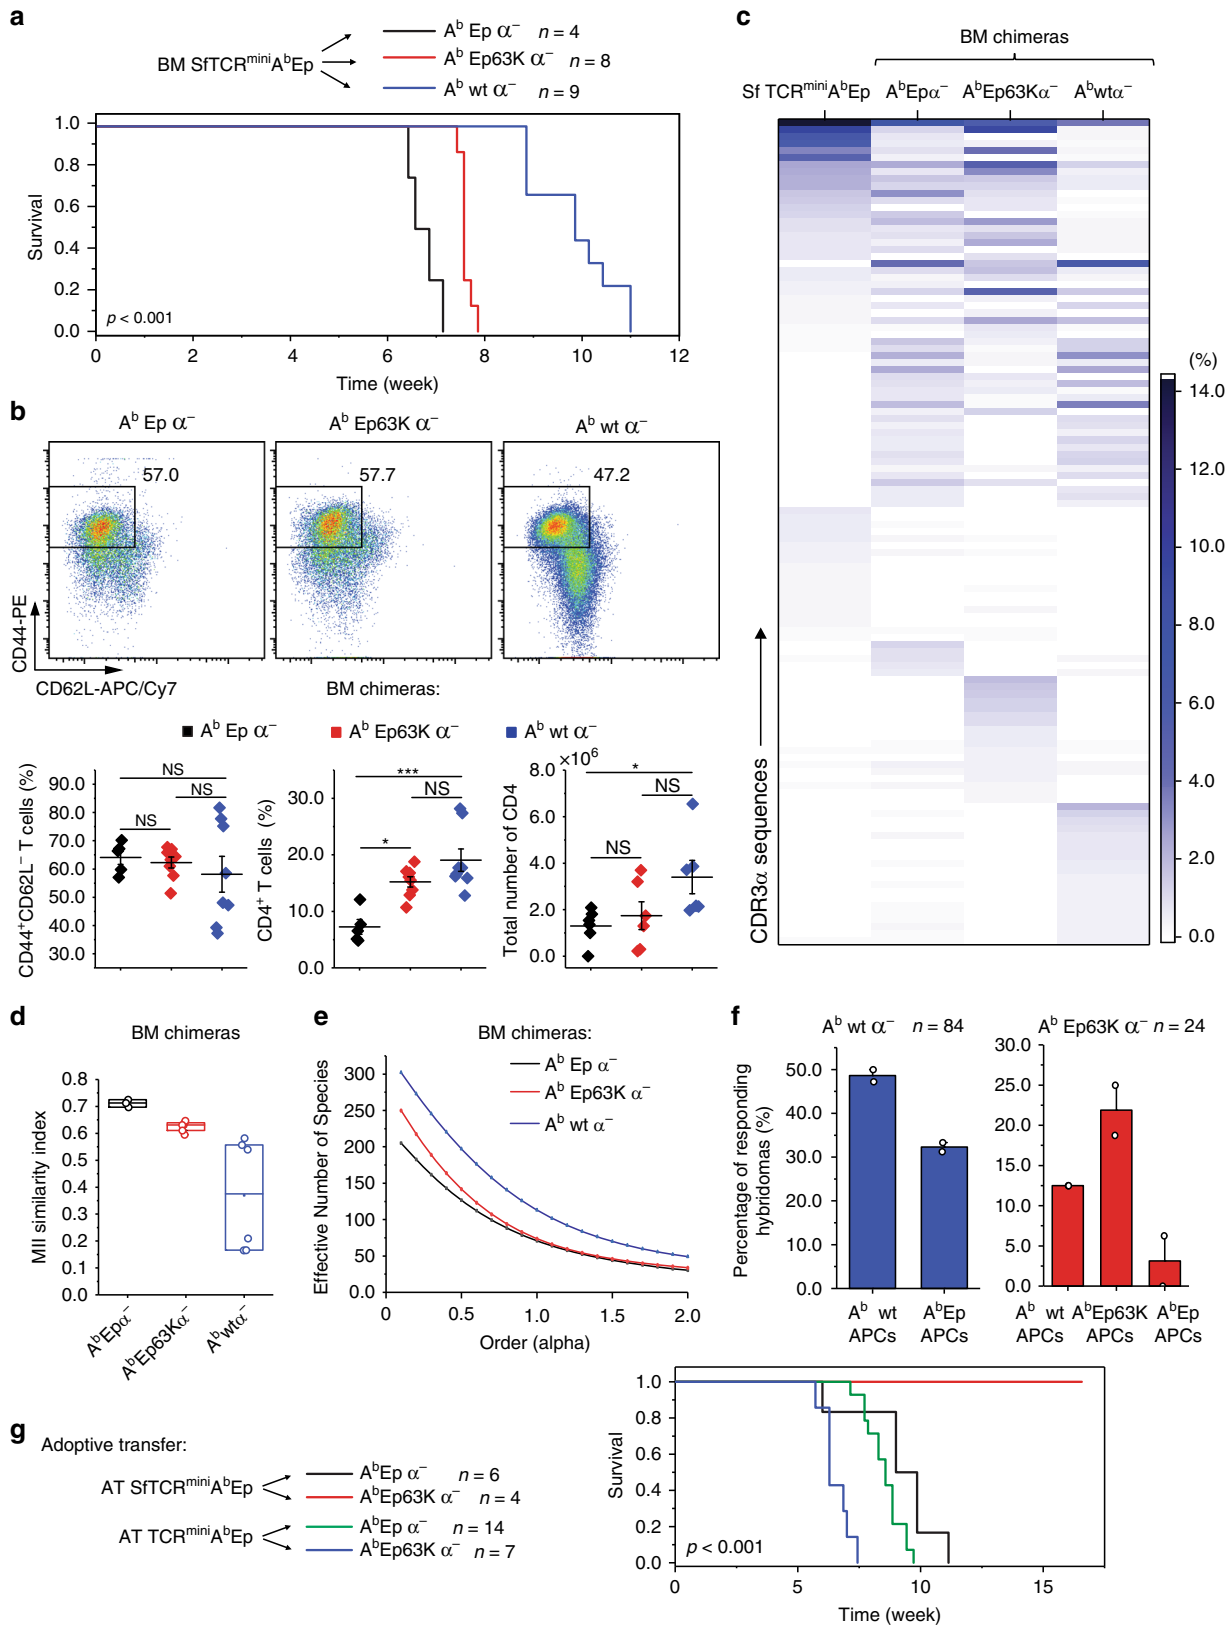 a
BM SfTCRminiAbEp
Ab Ep α− n = 4
Ab Ep63K α− n = 8
Ab wt α− n = 9
1.0
0.8
0.6
0.4
0.2
0.0
Survival
p < 0.001
0 2 4 6 8 10 12
Time (week)
b
Ab Ep α− Ab Ep63K α− Ab wt α−
57.0 57.7 47.2
CD44-PE
CD62L-APC/Cy7
BM chimeras:
Ab Ep α− Ab Ep63K α− Ab wt α−
CD44+CD62L− T cells (%)
90.0
80.0
70.0
60.0
50.0
40.0
30.0
NS
NS
NS
CD4+ T cells (%)
30.0
20.0
10.0
0.0
***
NS
*
Total number of CD4
×10⁶
8.0
6.0
4.0
2.0
0.0
*
NS
NS
c
BM chimeras
Sf TCRminiAbEp AbEpα− AbEp63Kα− Abwtα−
CDR3α sequences
(%)
14.0
12.0
10.0
8.0
6.0
4.0
2.0
0.0
d
BM chimeras
MII similarity index
0.8
0.7
0.6
0.5
0.4
0.3
0.2
0.1
0.0
AbEpα− AbEp63Kα− Abwtα−
e
BM chimeras:
Ab Ep α−
Ab Ep63K α−
Ab wt α−
Effective Number of Species
300
250
200
150
100
50
0
0.5 1.0 1.5 2.0
Order (alpha)
f
Ab wt α− n = 84
Percentage of responding
hybridomas (%)
50.0
40.0
30.0
20.0
10.0
0.0
Ab wt AbEp
APCs APCs
Ab Ep63K α− n = 24
30.0
25.0
20.0
15.0
10.0
5.0
0.0
Ab wt AbEp63K AbEp
APCs APCs APCs
g
Adoptive transfer:
AT SfTCRminiAbEp
AbEp α− n = 6
AbEp63K α− n = 4
AT TCRminiAbEp
AbEp α− n = 14
AbEp63K α− n = 7
Survival
1.0
0.8
0.6
0.4
0.2
0.0
p < 0.001
0 5 10 15
Time (week)